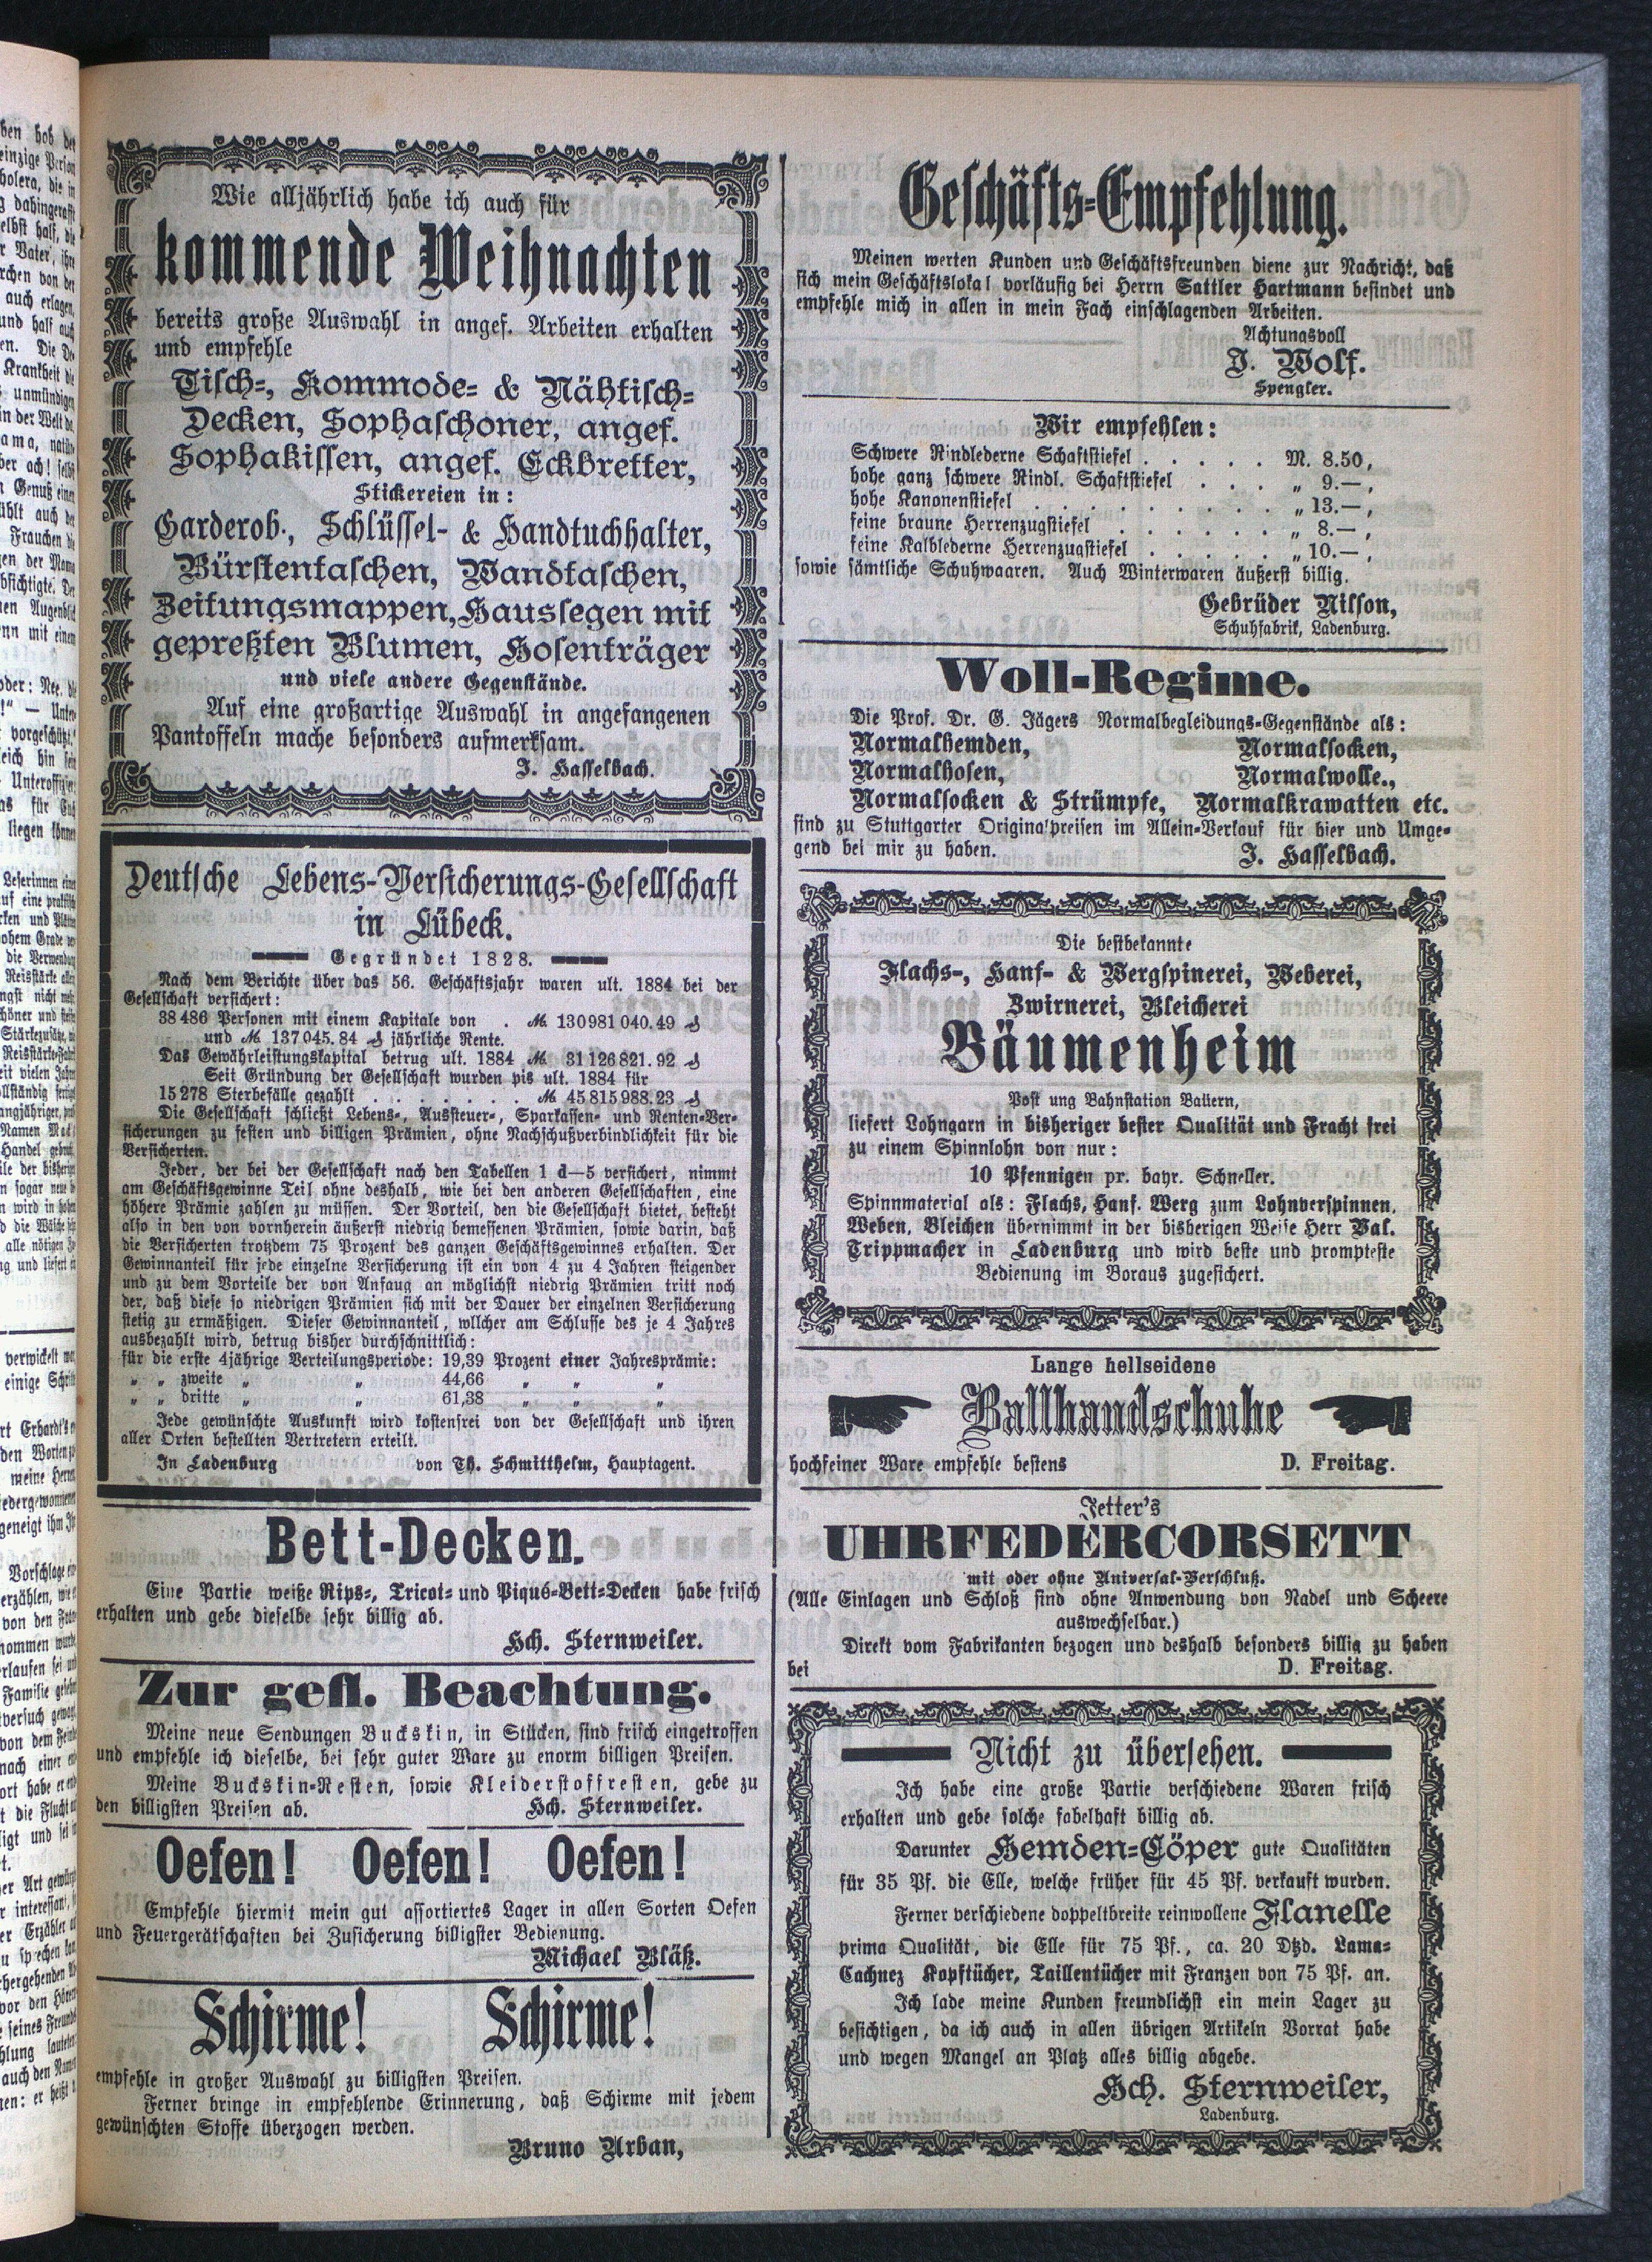 Wie alljährlich habe ich auch für
kommende Weihnachten
bereits große Auswahl in angef. Arbeiten erhalten
und empfehle
Tisch-, Kommode- & Nähtisch-
Decken, Sophaschoner, angef.
Sophakissen, angef. Eckbretter,
Stickereien in:
Garderob-, Schlüssel- & Handtuchhalter,
Bürstentaschen, Wandtaschen,
Zeitungsmappen, Haussegen mit
gepreßten Blumen, Hosenträger
und viele andere Gegenstände.
Auf eine großartige Auswahl in angefangenen
Pantoffeln mache besonders aufmerksam.
J. Hasselbach.
Deutsche Lebens-Versicherungs-Gesellschaft
in Lübeck.
Gegründet 1828.
Nach dem Berichte über das 56. Geschäftsjahr waren ult. 1884 bei der
Gesellschaft versichert:
38486 Personen mit einem Kapitale von . M. 130981040.49 ₰
und M. 137045.84 ₰ jährliche Rente.
Das Gewährleistungskapital betrug ult. 1884 M. 31126821.92 ₰
Seit Gründung der Gesellschaft wurden pis ult. 1884 für
15278 Sterbefälle gezahlt . . . . . . . M. 45815988.23 ₰
Die Gesellschaft schließt Lebens-, Aussteuer-, Sparkassen- und Renten-Ver-
sicherungen zu festen und billigen Prämien, ohne Nachschußverbindlichkeit für die
Versicherten.
Jeder, der bei der Gesellschaft nach den Tabellen 1 d—5 versichert, nimmt
am Geschäftsgewinne Teil ohne deshalb, wie bei den anderen Gesellschaften, eine
höhere Prämie zahlen zu müssen. Der Vorteil, den die Gesellschaft bietet, besteht
also in den von vornherein äußerst niedrig bemessenen Prämien, sowie darin, daß
die Versicherten trotzdem 75 Prozent des ganzen Geschäftsgewinnes erhalten. Der
Gewinnanteil für jede einzelne Versicherung ist ein von 4 zu 4 Jahren steigender
und zu dem Vorteile der von Anfaug an möglichst niedrig Prämien tritt noch
der, daß diese so niedrigen Prämien sich mit der Dauer der einzelnen Versicherung
stetig zu ermäßigen. Dieser Gewinnanteil, wllcher am Schlusse des je 4 Jahres
ausbezahlt wird, betrug bisher durchschnittlich:
für die erste 4jährige Verteilungsperiode: 19,39 Prozent einer Jahresprämie:
„ „ zweite „ „ 44,66 „ „ „
„ „ dritte „ „ 61,38 „ „ „
Jede gewünschte Auskunft wird kostenfrei von der Gesellschaft und ihren
aller Orten bestellten Vertretern erteilt.
In Ladenburg von Th. Schmitthelm, Hauptagent.
Bett-Decken.
Eine Partie weiße Rips-, Tricot- und Piqué-Bett-Decken habe frisch
erhalten und gebe dieselbe sehr billig ab.
Hch. Sternweiler.
Zur gefl. Beachtung.
Meine neue Sendungen Buckskin, in Stücken, sind frisch eingetroffen
und empfehle ich dieselbe, bei sehr guter Ware zu enorm billigen Preisen.
Meine Buckskin-Resten, sowie Kleiderstoffresten, gebe zu
den billigsten Preisen ab. Hch. Sternweiler.
Oefen! Oefen! Oefen!
Empfehle hiermit mein gut assortiertes Lager in allen Sorten Oefen
und Feuergerätschaften bei Zusicherung billigster Bedienung.
Michael Bläß.
Schirme! Schirme!
empfehle in großer Auswahl zu billigsten Preisen.
Ferner bringe in empfehlende Erinnerung, daß Schirme mit jedem
gewünschten Stoffe überzogen werden.
Bruno Urban,
Geschäfts-Empfehlung.
Meinen werten Kunden und Geschäftsfreunden diene zur Nachricht, daß
sich mein Geschäftslokal vorläufig bei Herrn Sattler Hartmann befindet und
empfehle mich in allen in mein Fach einschlagenden Arbeiten.
Achtungsvoll
J. Wolf.
Spengler.
Wir empfehlen:
Schwere Rindlederne Schaftstiefel . . . . . M. 8.50,
hohe ganz schwere Rindl. Schaftstiefel . . . „ 9.—,
hohe Kanonenstiefel . . . . . . . . . „ 13.—,
feine braune Herrenzugstiefel . . . . . . „ 8.—,
feine Kalblederne Herrenzugstiefel . . . . . „ 10.—,
sowie sämtliche Schuhwaaren. Auch Winterwaren äußerst billig.
Gebrüder Nilson,
Schuhfabrik, Ladenburg.
Woll-Regime.
Die Prof. Dr. G. Jägers Normalbegleidungs-Gegenstände als:
Normalhemden, Normalsocken,
Normalhosen, Normalwolle.,
Normalsocken & Strümpfe, Normalkrawatten etc.
sind zu Stuttgarter Originalpreisen im Allein-Verkauf für hier und Umge-
gend bei mir zu haben. J. Hasselbach.
Die bestbekannte
Flachs-, Hanf- & Wergspinerei, Weberei,
Zwirnerei, Bleicherei
Bäumenheim
Post ung Bahnstation Baüern,
liefert Lohngarn in bisheriger bester Qualität und Fracht frei
zu einem Spinnlohn von nur:
10 Pfennigen pr. bayr. Schneller.
Spinnmaterial als: Flachs, Hanf, Werg zum Lohnverspinnen,
Weben, Bleichen übernimmt in der bisherigen Weise Herr Val.
Trippmacher in Ladenburg und wird beste und prompteste
Bedienung im Boraus zugesichert.
Lange hellseidene
Ballhandschuhe
hochfeiner Ware empfehle bestens D. Freitag.
Jetter's
UHRFEDERCORSETT
mit oder ohne Universal-Verschluß.
(Alle Einlagen und Schloß sind ohne Anwendung von Nadel und Scheere
auswechselbar.)
Direkt vom Fabrikanten bezogen und deshalb besonders billig zu haben
bei D. Freitag.
Nicht zu übersehen.
Ich habe eine große Partie verschiedene Waren frisch
erhalten und gebe solche fabelhaft billig ab.
Darunter Hemden-Cöper gute Qualitäten
für 35 Pf. die Elle, welche früher für 45 Pf. verkauft wurden.
Ferner verschiedene doppeltbreite reinwollene Flanelle
prima Qualität, die Elle für 75 Pf., ca. 20 Dtzd. Lama-
Cachnez Kopftücher, Taillentücher mit Franzen von 75 Pf. an.
Ich lade meine Kunden freundlichst ein mein Lager zu
besichtigen, da ich auch in allen übrigen Artikeln Vorrat habe
und wegen Mangel an Platz alles billig abgebe.
Hch. Sternweiler,
Ladenburg.